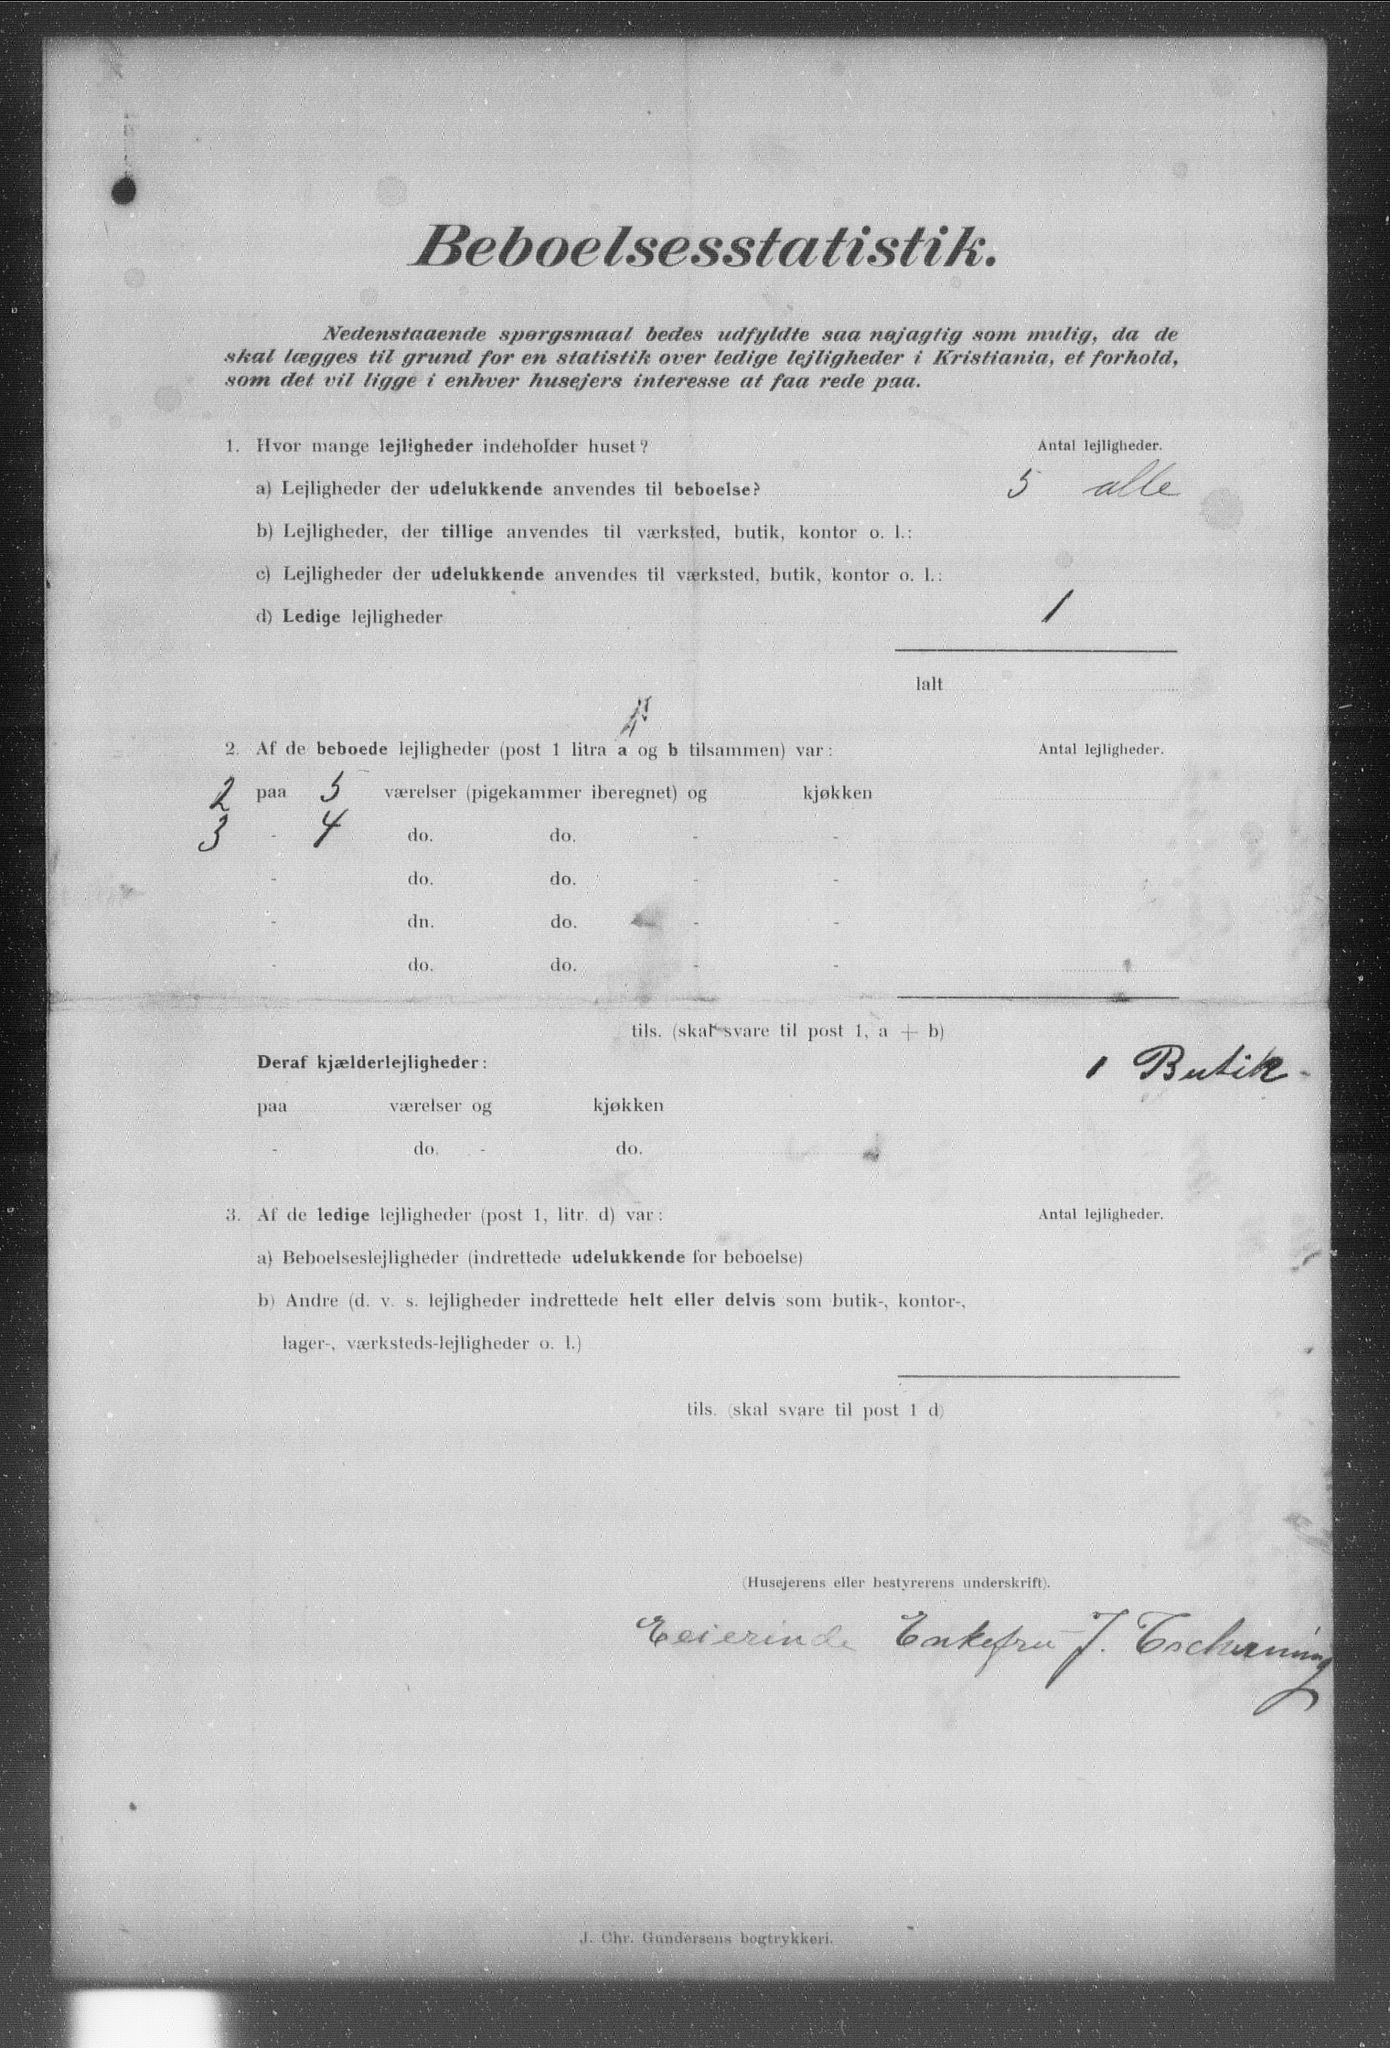 Beboelsesstatistik.
Nedenstaaende spørgsmaal bedes udfyldte saa nøjagtig som mulig, da de
skal lægges til grund for en statistik over ledige lejligheder i Kristiania, et forhold,
som det vil ligge i enhver husejers interesse at faa rede paa.
1. Hvor mange lejligheder indeholder huset? Antal lejligheder.
a) Lejligheder der udelukkende anvendes til beboelse? 5 alle
b) Lejligheder, der tillige anvendes til værksted, butik, kontor o. l.:
c) Lejligheder der udelukkende anvendes til værksted, butik, kontor o. l.:
d) Ledige lejligheder 1
Ialt
2. Af de beboede lejligheder (post 1 litra a og b tilsammen) var: Antal lejligheder.
2 paa 5 værelser (pigekammer iberegnet) og kjøkken
3 - 4 do. do. - -
- do. do. - -
- dn. do. - -
- do. do. - -
tils. (skal svare til post 1, a + b)
Deraf kjælderlejligheder: 1 Butik -
paa værelser og kjøkken
- do. - do.
3. Af de ledige lejligheder (post 1, litr. d) var: Antal lejligheder.
a) Beboelseslejligheder (indrettede udelukkende for beboelse)
b) Andre (d. v. s. lejligheder indrettede helt eller delvis som butik-, kontor-,
lager-, værksteds-lejligheder o. l.)
tils. (skal svare til post 1 d)
(Husejerens eller bestyrerens underskrift).
Eeierinde Enkefru J. Tscherning
J. Chr. Gundersens bogtrykkeri.